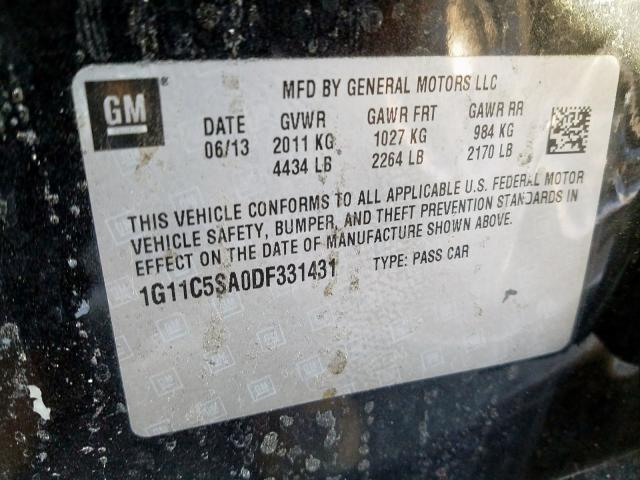 GM
MFD BY GENERAL MOTORS LLC
DATE GVWR GAWR FRT GAWR RR
06/13 2011 KG 1027 KG 984 KG
4434 LB 2264 LB 2170 LB
THIS VEHICLE CONFORMS TO ALL APPLICABLE U.S. FEDERAL MOTOR
VEHICLE SAFETY, BUMPER, AND THEFT PREVENTION STANDARDS IN
EFFECT ON THE DATE OF MANUFACTURE SHOWN ABOVE.
1G11C5SA0DF331431 TYPE: PASS CAR